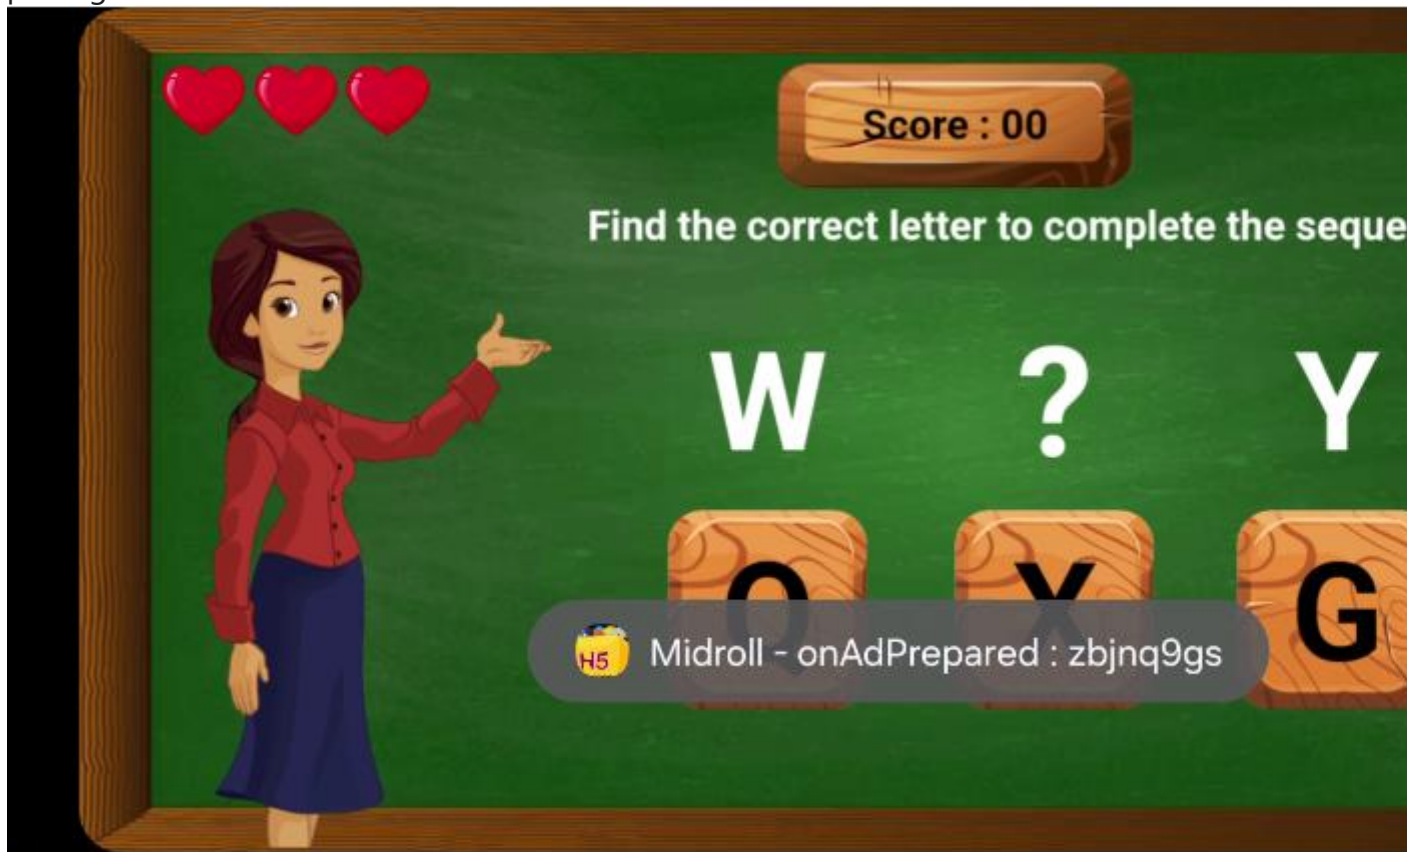 Score : 00
Find the correct letter to complete the seque
W ? Y
Q X G
H5 Midroll - onAdPrepared : zbjnq9gs